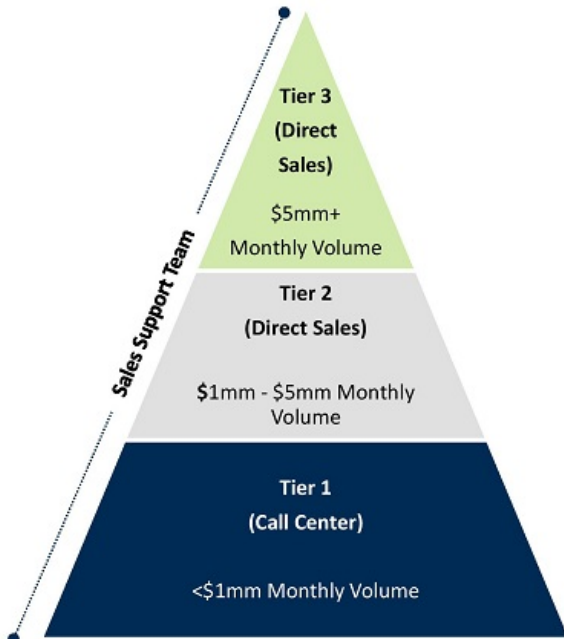 Tier 3
(Direct
Sales)
$5mm+
Monthly Volume
Sales Support Team
Tier 2
(Direct Sales)
$1mm - $5mm Monthly
Volume
Tier 1
(Call Center)
<$1mm Monthly Volume